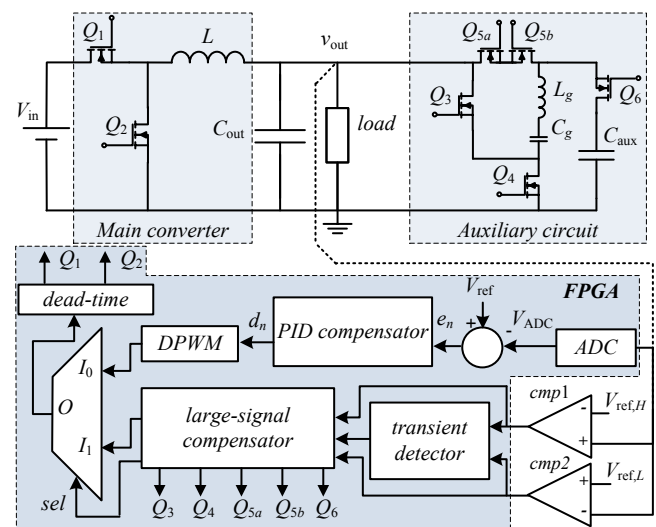 Q1
L
vout
Q5a
Q5b
Vin
Q2
Cout
load
Q3
Lg
Cg
Q6
Caux
Q4
Main converter
Auxiliary circuit
Q1
Q2
FPGA
dead-time
Vref
dn
en
+
-
VADC
I0
DPWM
PID compensator
ADC
O
I1
large-signal
compensator
transient
detector
cmp1
-
+
Vref,H
cmp2
+
-
Vref,L
sel
Q3
Q4
Q5a
Q5b
Q6